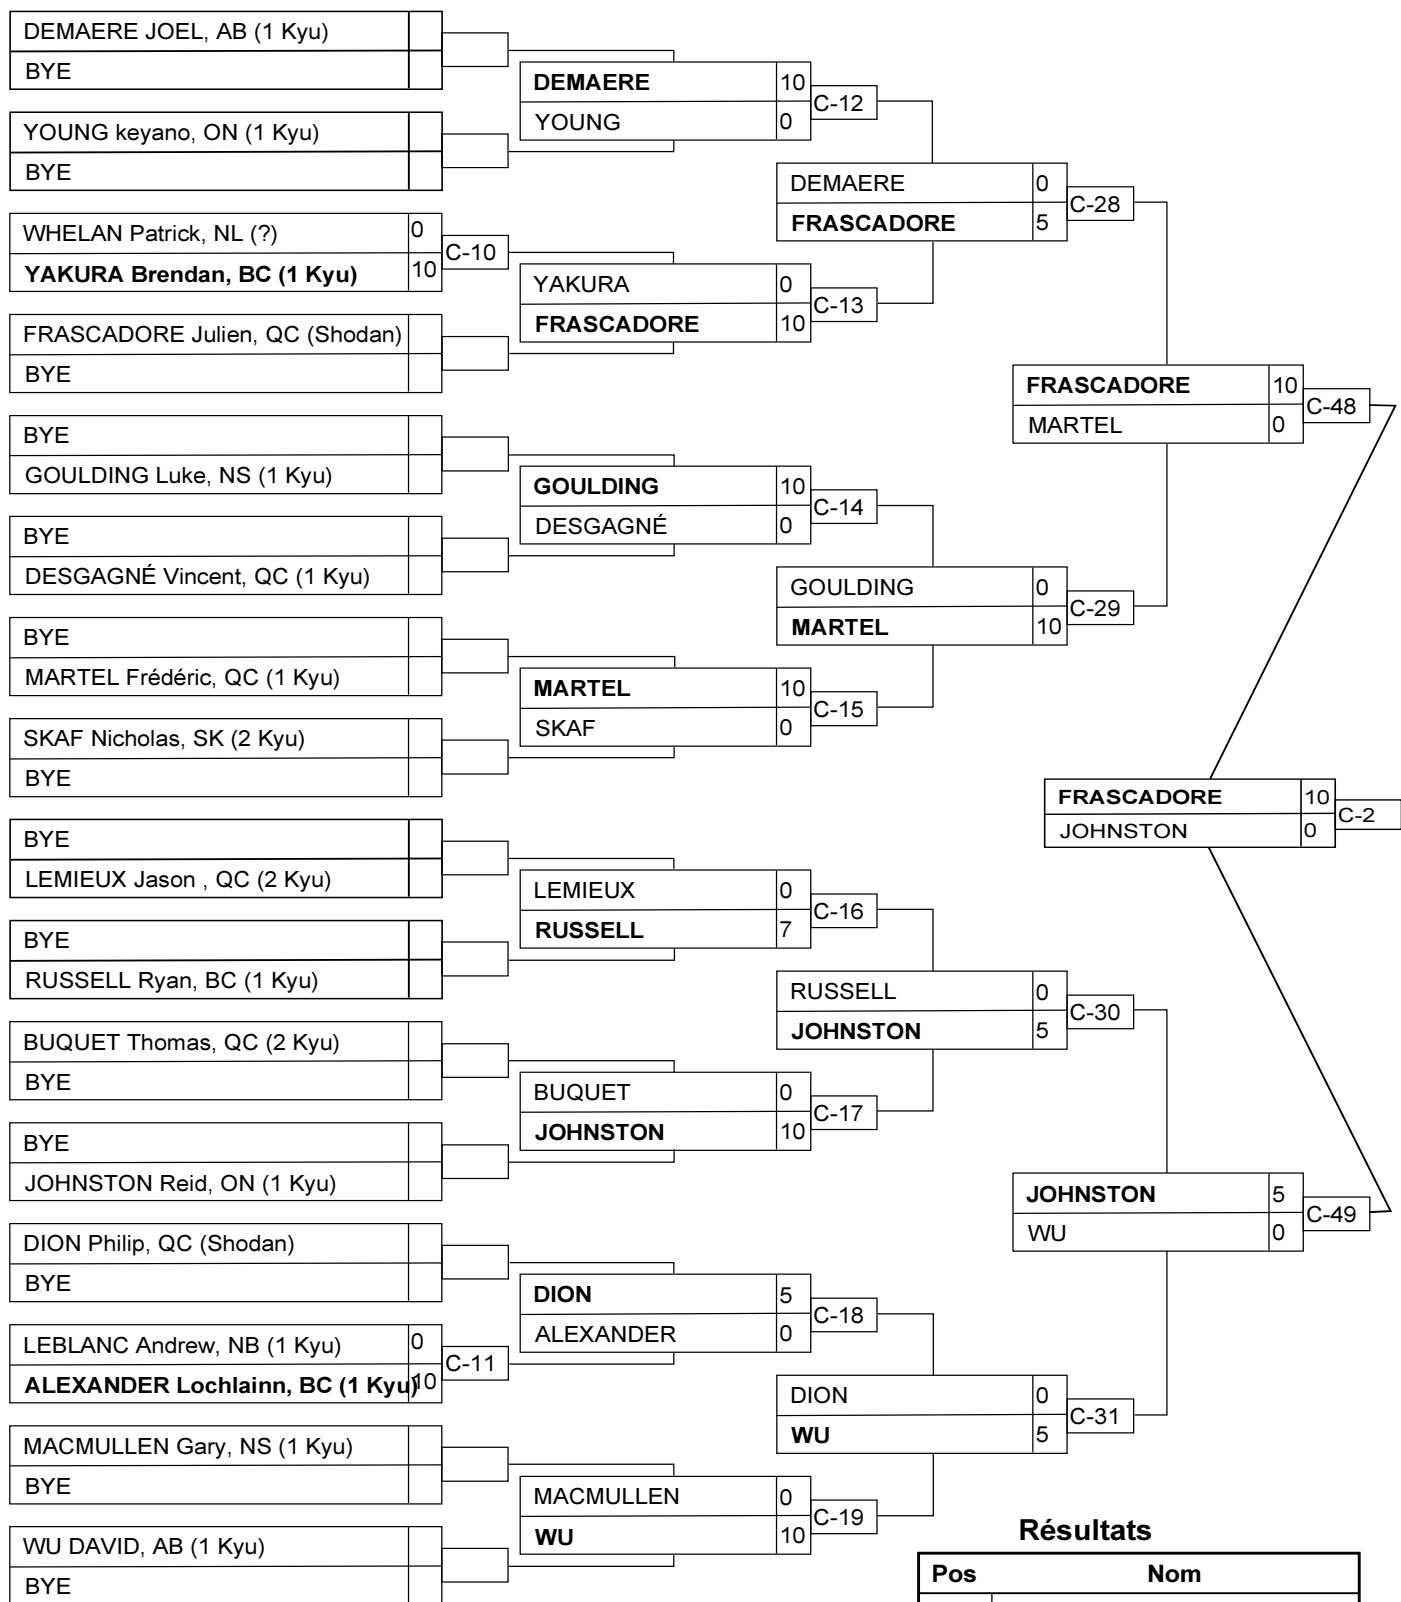 DEMAERE JOEL, AB (1 Kyu)
BYE
YOUNG keyano, ON (1 Kyu)
BYE
WHELAN Patrick, NL (?) 0
C-10
YAKURA Brendan, BC (1 Kyu) 10
FRASCADORE Julien, QC (Shodan)
BYE
BYE
GOULDING Luke, NS (1 Kyu)
BYE
DESGAGNÉ Vincent, QC (1 Kyu)
BYE
MARTEL Frédéric, QC (1 Kyu)
SKAF Nicholas, SK (2 Kyu)
BYE
BYE
LEMIEUX Jason , QC (2 Kyu)
BYE
RUSSELL Ryan, BC (1 Kyu)
BUQUET Thomas, QC (2 Kyu)
BYE
BYE
JOHNSTON Reid, ON (1 Kyu)
DION Philip, QC (Shodan)
BYE
LEBLANC Andrew, NB (1 Kyu) 0
C-11
ALEXANDER Lochlainn, BC (1 Kyu) 10
MACMULLEN Gary, NS (1 Kyu)
BYE
WU DAVID, AB (1 Kyu)
BYE
DEMAERE 10
C-12
YOUNG 0
YAKURA 0
C-13
FRASCADORE 10
GOULDING 10
C-14
DESGAGNÉ 0
MARTEL 10
C-15
SKAF 0
LEMIEUX 0
C-16
RUSSELL 7
BUQUET 0
C-17
JOHNSTON 10
DION 5
C-18
ALEXANDER 0
MACMULLEN 0
C-19
WU 10
DEMAERE 0
C-28
FRASCADORE 5
GOULDING 0
C-29
MARTEL 10
RUSSELL 0
C-30
JOHNSTON 5
DION 0
C-31
WU 5
FRASCADORE 10
C-48
MARTEL 0
JOHNSTON 5
C-49
WU 0
FRASCADORE 10
C-2
JOHNSTON 0
Résultats
Pos Nom